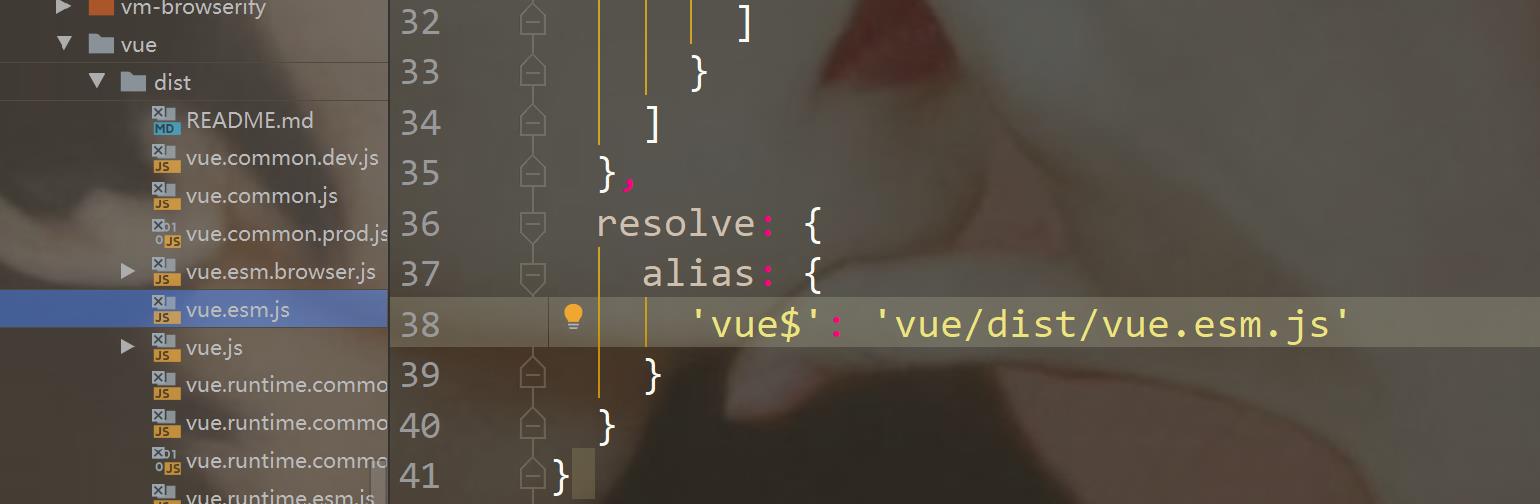 vm-browserify
vue
dist
README.md
vue.common.dev.js
vue.common.js
vue.common.prod.js
vue.esm.browser.js
vue.esm.js
vue.js
vue.runtime.commo
vue.runtime.commo
vue.runtime.commo
vue.runtime.esm.js
32 ]
33 }
34 ]
35 },
36 resolve: {
37 alias: {
38 'vue$': 'vue/dist/vue.esm.js'
39 }
40 }
41 }